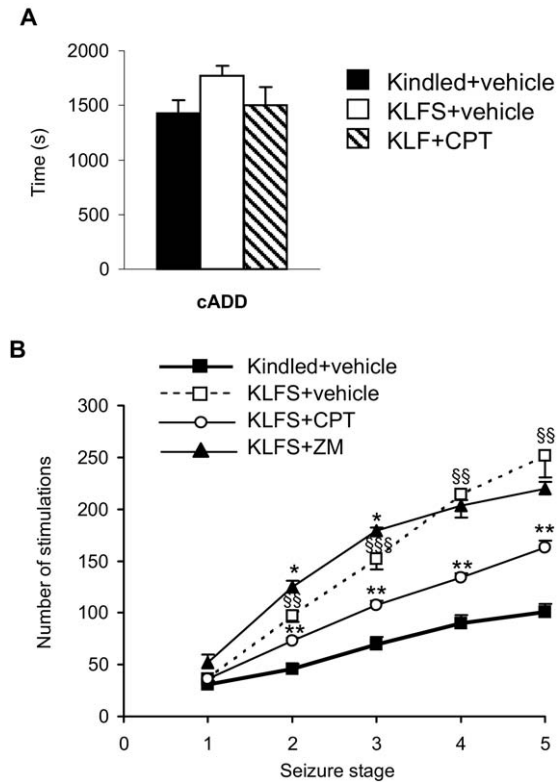 A
2000
1500
1000
500
0
Time (s)
cADD
Kindled+vehicle
KLFS+vehicle
KLF+CPT
B
Kindled+vehicle
KLFS+vehicle
KLFS+CPT
KLFS+ZM
300
250
200
150
100
50
0
Number of stimulations
*
§§
**
*
§§§
**
§§
**
§§
**
0 1 2 3 4 5
Seizure stage